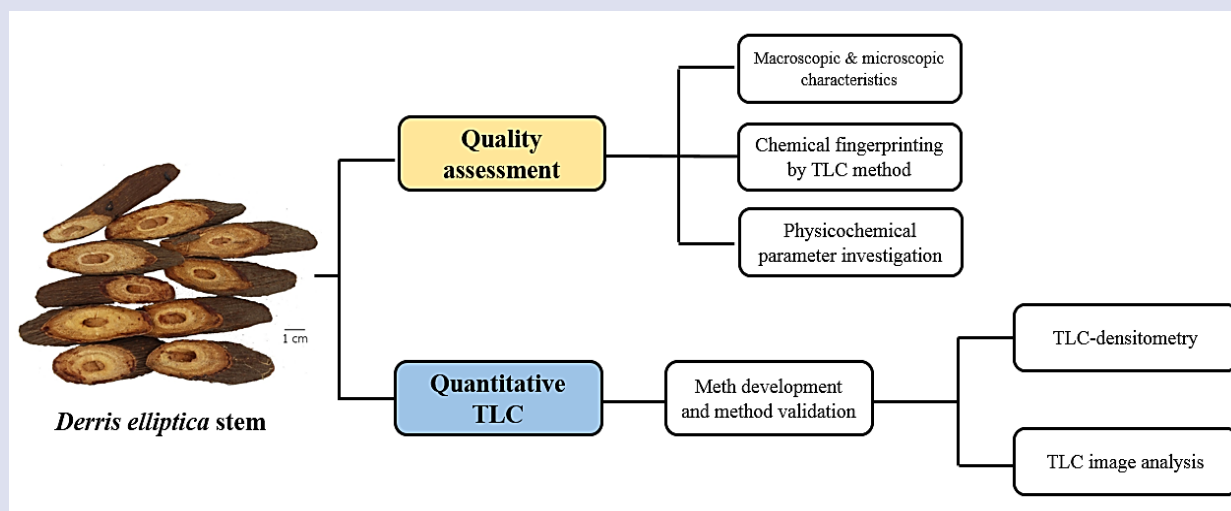 Macroscopic & microscopic
characteristics
Quality
assessment
Chemical fingerprinting
by TLC method
Physicochemical
parameter investigation
1 cm
Derris elliptica stem
Quantitative
TLC
Meth development
and method validation
TLC-densitometry
TLC image analysis